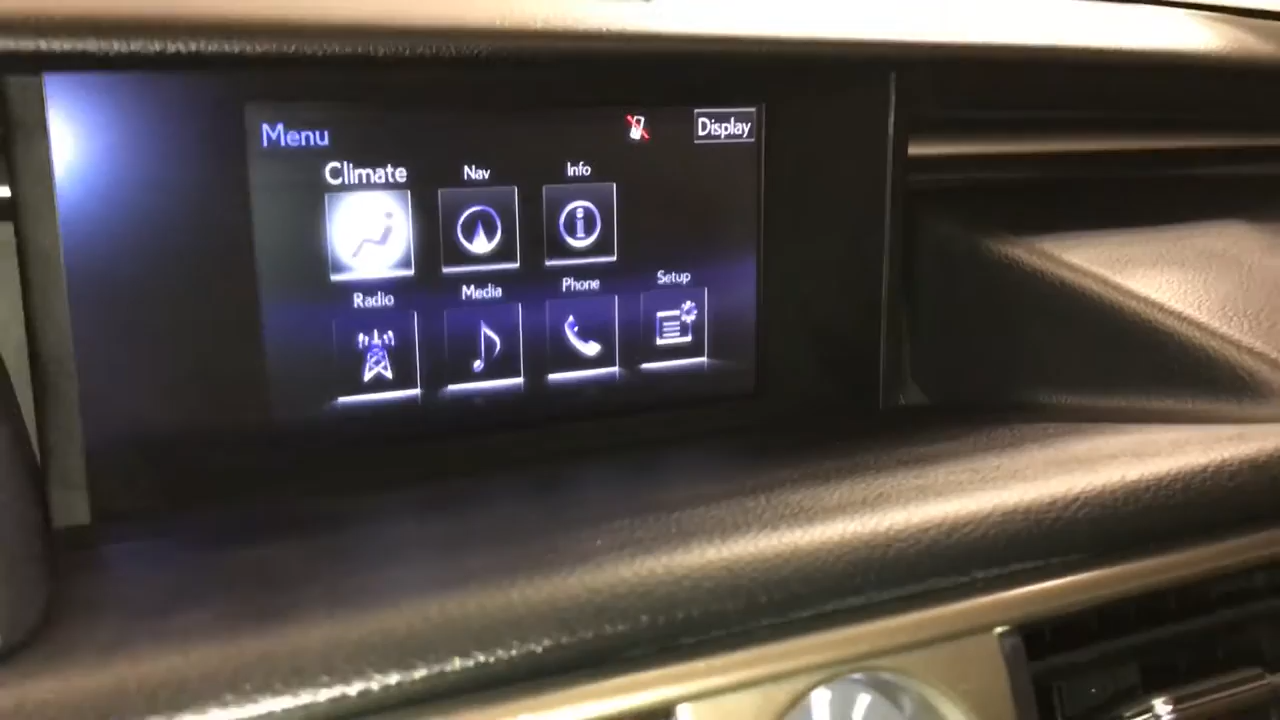 Menu
Display
Climate
Nav
Info
Radio
Media
Phone
Setup